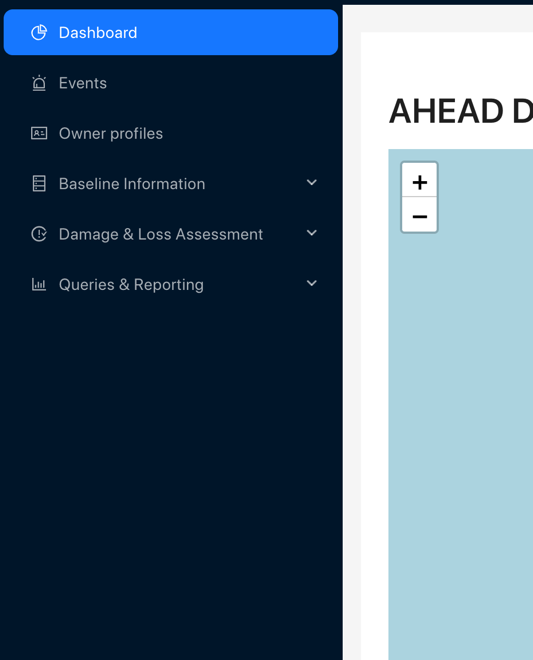 Dashboard
Events
Owner profiles
Baseline Information
Damage & Loss Assessment
Queries & Reporting
AHEAD D
+
−